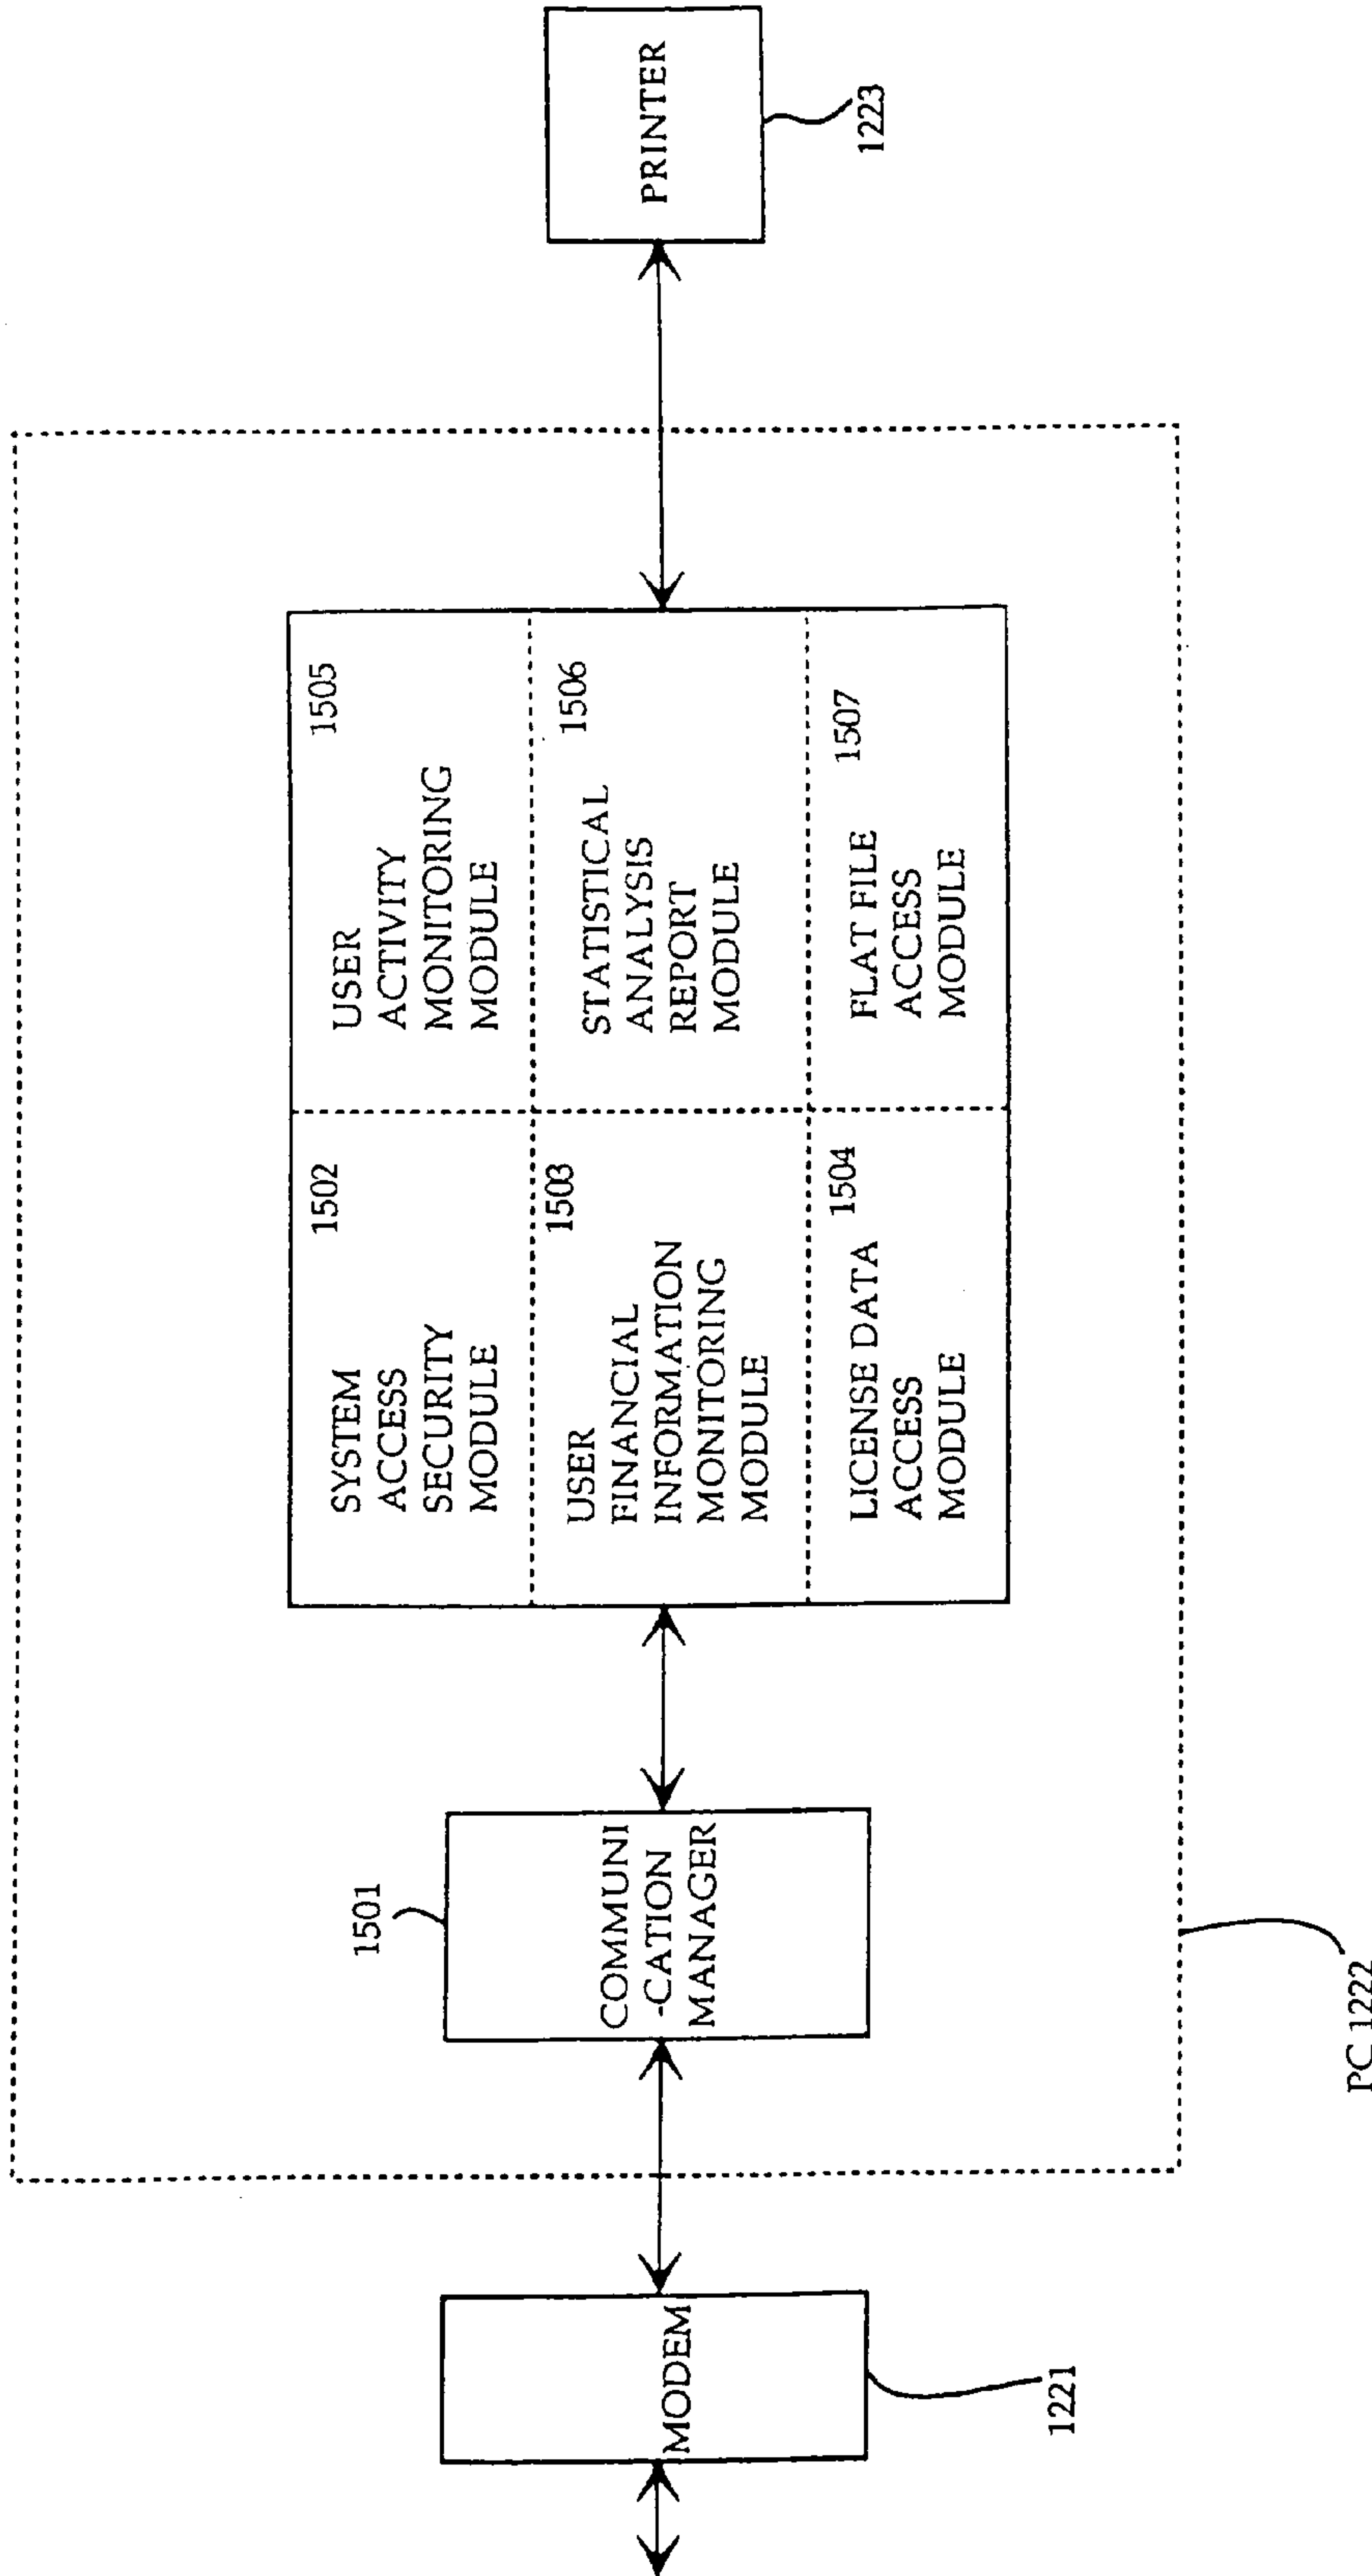 MODEM
1221
1501
COMMUNI
-CATION
MANAGER
SYSTEM
ACCESS
SECURITY
MODULE
1502
USER
FINANCIAL
INFORMATION
MONITORING
MODULE
1503
LICENSE DATA
ACCESS
MODULE
1504
USER
ACTIVITY
MONITORING
MODULE
1505
STATISTICAL
ANALYSIS
REPORT
MODULE
1506
FLAT FILE
ACCESS
MODULE
1507
PC 1222
PRINTER
1223